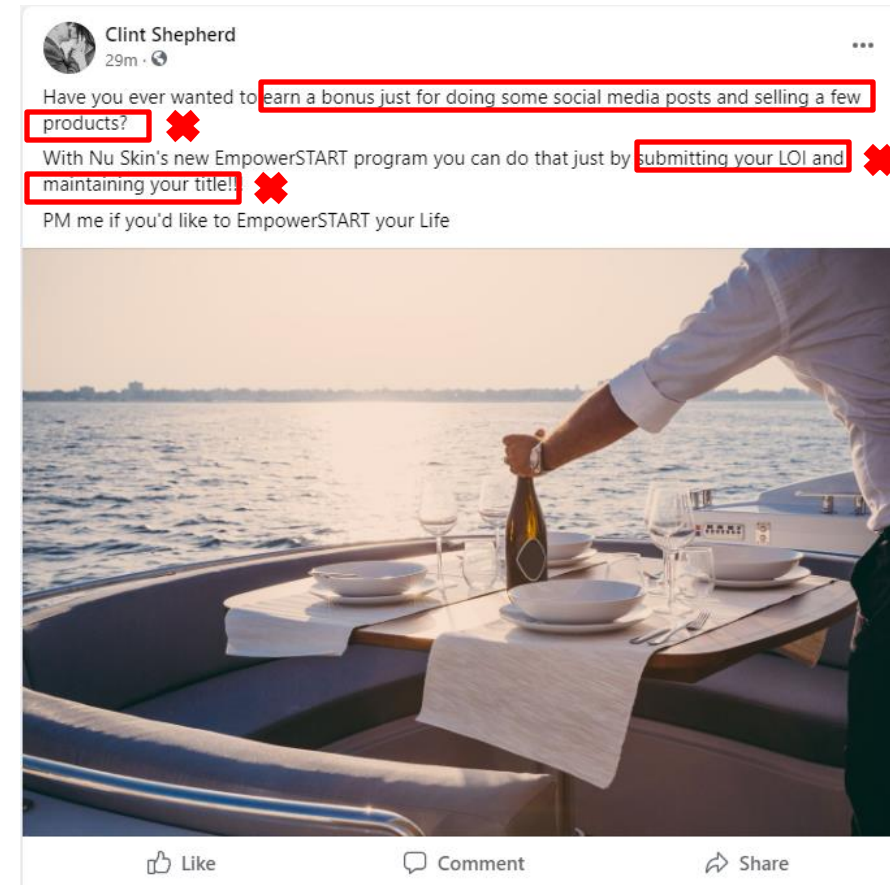 Clint Shepherd
29m ·
Have you ever wanted to earn a bonus just for doing some social media posts and selling a few
products?
With Nu Skin's new EmpowerSTART program you can do that just by submitting your LOI and
maintaining your title!!
PM me if you'd like to EmpowerSTART your Life
Like Comment Share